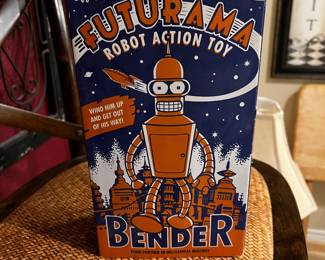 FUTURAMA
ROBOT ACTION TOY
WIND HIM UP
AND GET OUT
OF HIS WAY!
BENDER